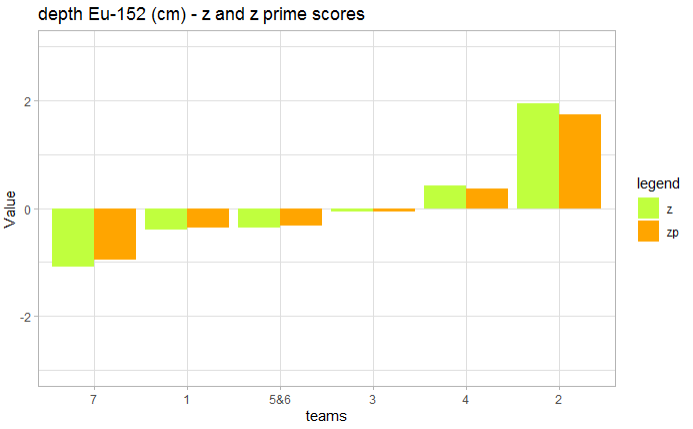 depth Eu-152 (cm) - z and z prime scores
Value
2
0
-2
7 1 5&6 3 4 2
teams
legend
z
zp